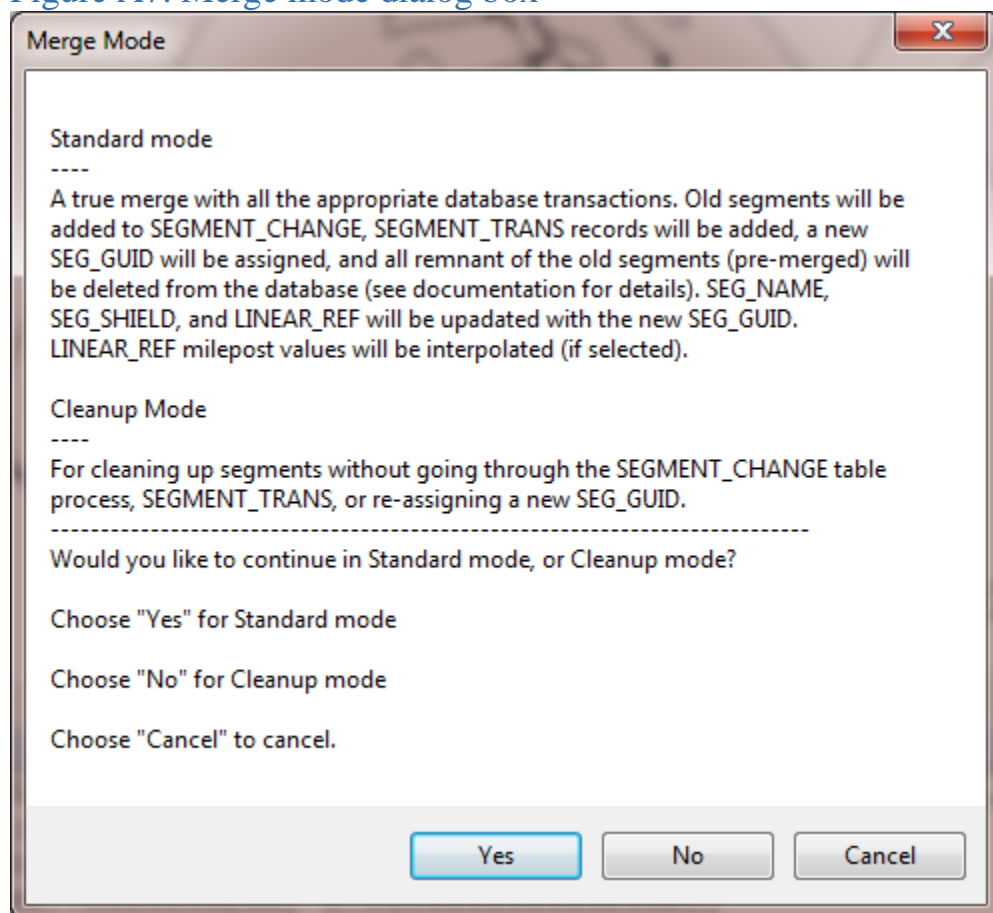 Figure A7. Merge mode dialog box
Merge Mode
Standard mode
----
A true merge with all the appropriate database transactions. Old segments will be
added to SEGMENT_CHANGE, SEGMENT_TRANS records will be added, a new
SEG_GUID will be assigned, and all remnant of the old segments (pre-merged) will
be deleted from the database (see documentation for details). SEG_NAME,
SEG_SHIELD, and LINEAR_REF will be upadated with the new SEG_GUID.
LINEAR_REF milepost values will be interpolated (if selected).
Cleanup Mode
----
For cleaning up segments without going through the SEGMENT_CHANGE table
process, SEGMENT_TRANS, or re-assigning a new SEG_GUID.
----------------------------------------------------------------------------
Would you like to continue in Standard mode, or Cleanup mode?
Choose "Yes" for Standard mode
Choose "No" for Cleanup mode
Choose "Cancel" to cancel.
Yes No Cancel